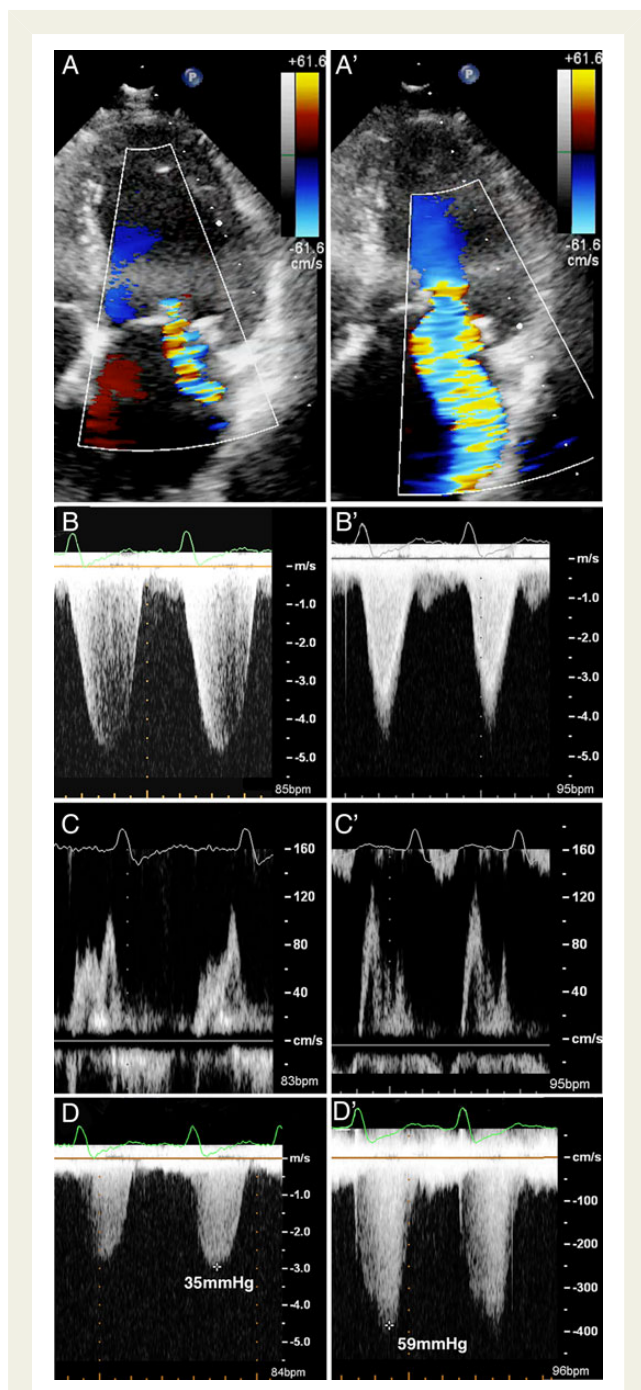 A
P
+61.6
-61.6
cm/s
A'
P
+61.6
-61.6
cm/s
B
m/s
-1.0
-2.0
-3.0
-4.0
-5.0
85bpm
B'
m/s
-1.0
-2.0
-3.0
-4.0
-5.0
95bpm
C
160
120
80
40
cm/s
83bpm
C'
160
120
80
40
cm/s
95bpm
D
m/s
-1.0
-2.0
-3.0
-4.0
-5.0
35mmHg
84bpm
D'
cm/s
-100
-200
-300
-400
59mmHg
96bpm